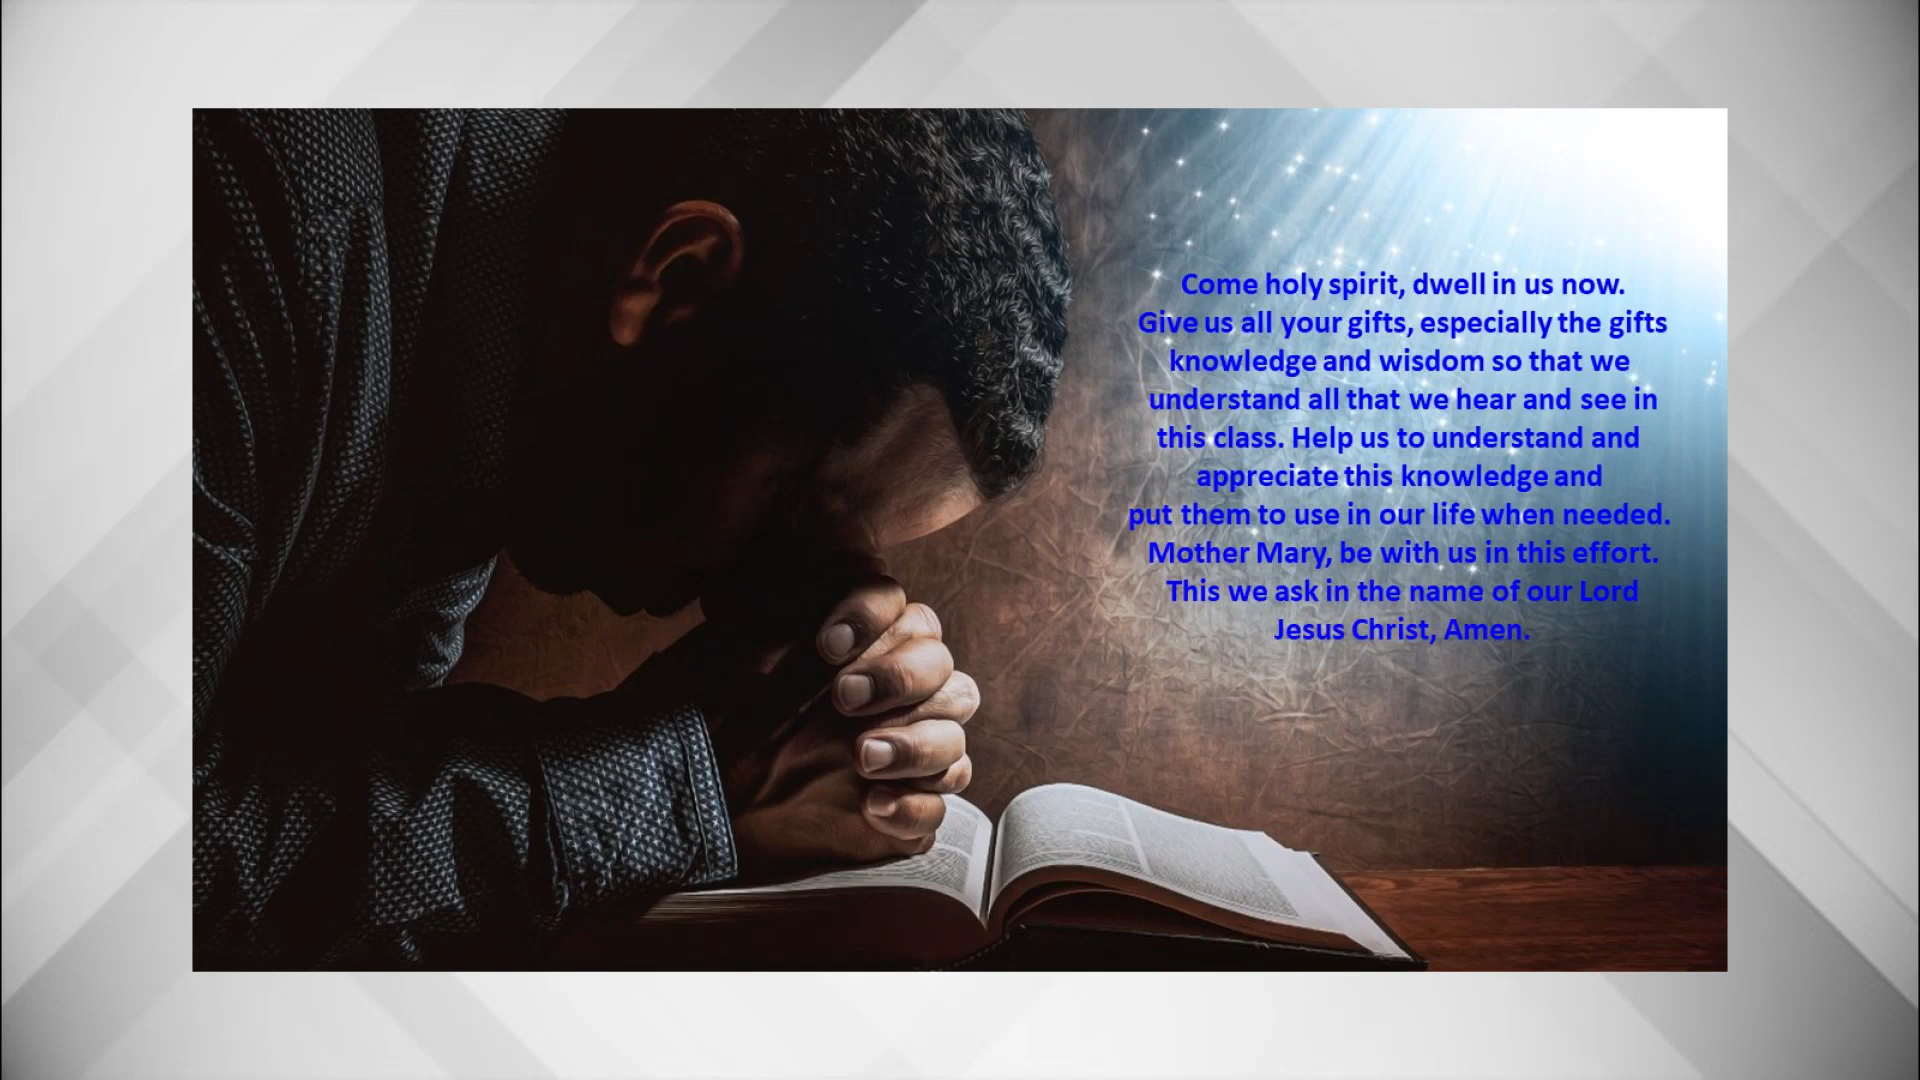 Come holy spirit, dwell in us now.
Give us all your gifts, especially the gifts
knowledge and wisdom so that we
understand all that we hear and see in
this class. Help us to understand and
appreciate this knowledge and
put them to use in our life when needed.
Mother Mary, be with us in this effort.
This we ask in the name of our Lord
Jesus Christ, Amen.